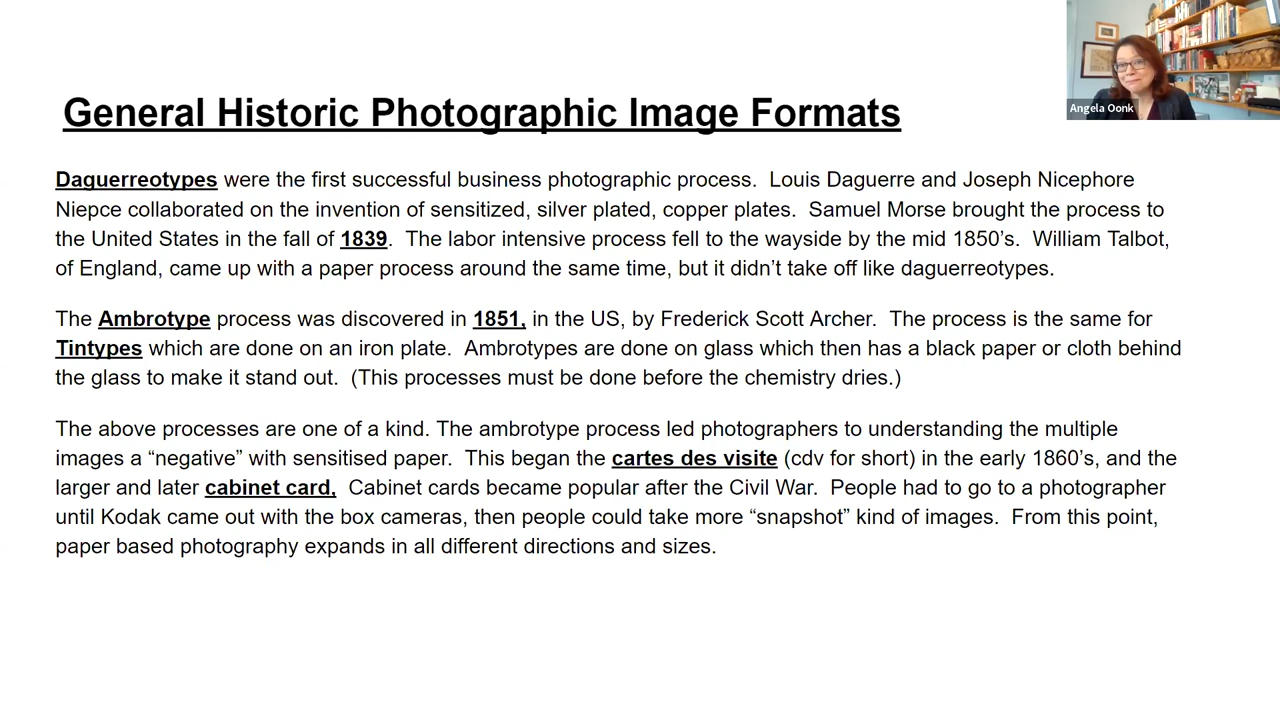 General Historic Photographic Image Formats
Angela Oonk
Daguerreotypes were the first successful business photographic process.  Louis Daguerre and Joseph Nicephore
Niepce collaborated on the invention of sensitized, silver plated, copper plates.  Samuel Morse brought the process to
the United States in the fall of 1839.  The labor intensive process fell to the wayside by the mid 1850's.  William Talbot,
of England, came up with a paper process around the same time, but it didn't take off like daguerreotypes.
The Ambrotype process was discovered in 1851, in the US, by Frederick Scott Archer.  The process is the same for
Tintypes which are done on an iron plate.  Ambrotypes are done on glass which then has a black paper or cloth behind
the glass to make it stand out.  (This processes must be done before the chemistry dries.)
The above processes are one of a kind. The ambrotype process led photographers to understanding the multiple
images a “negative” with sensitised paper.  This began the cartes des visite (cdv for short) in the early 1860's, and the
larger and later cabinet card,  Cabinet cards became popular after the Civil War.  People had to go to a photographer
until Kodak came out with the box cameras, then people could take more “snapshot” kind of images.  From this point,
paper based photography expands in all different directions and sizes.